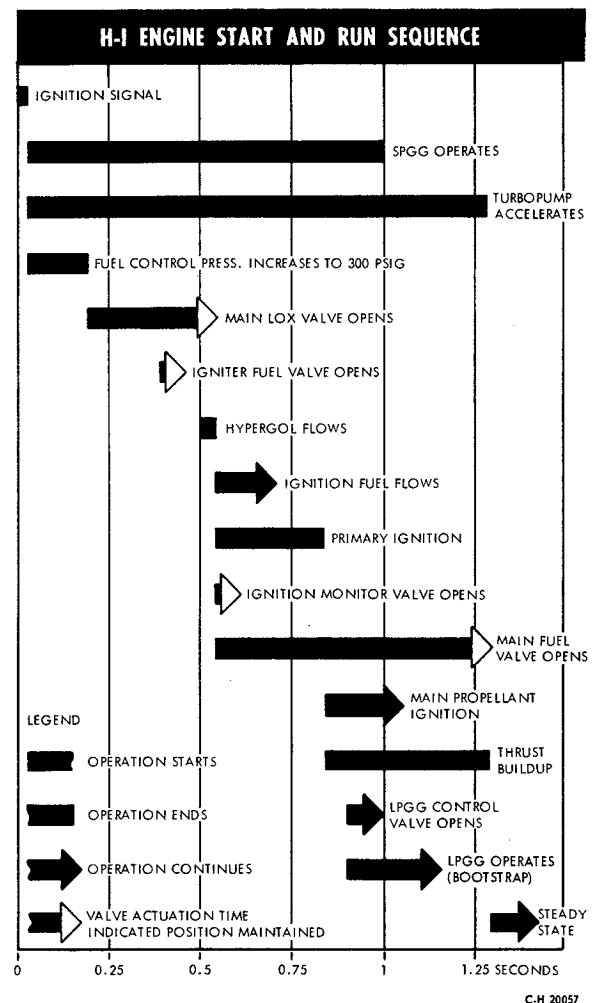 H-I ENGINE START AND RUN SEQUENCE
IGNITION SIGNAL
SPGG OPERATES
TURBOPUMP
ACCELERATES
FUEL CONTROL PRESS. INCREASES TO 300 PSIG
MAIN LOX VALVE OPENS
IGNITER FUEL VALVE OPENS
HYPERGOL FLOWS
IGNITION FUEL FLOWS
PRIMARY IGNITION
IGNITION MONITOR VALVE OPENS
MAIN FUEL
VALVE OPENS
MAIN PROPELLANT
IGNITION
LEGEND
THRUST
BUILDUP
OPERATION STARTS
LPGG CONTROL
VALVE OPENS
OPERATION ENDS
LPGG OPERATES
(BOOTSTRAP)
OPERATION CONTINUES
STEADY
STATE
VALVE ACTUATION TIME
INDICATED POSITION MAINTAINED
0 0.25 0.5 0.75 1 1.25 SECONDS
C-H 20057